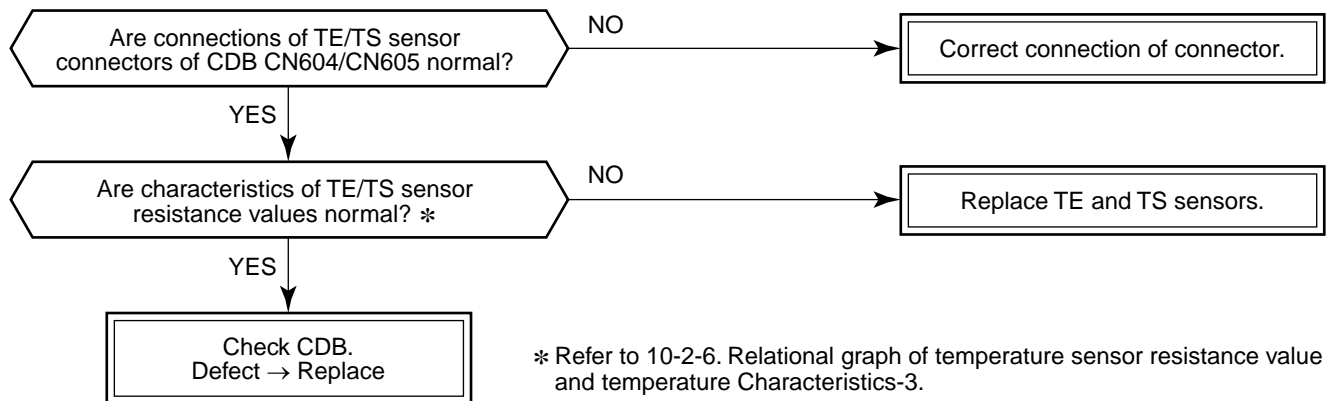 Are connections of TE/TS sensor
connectors of CDB CN604/CN605 normal?
NO
Correct connection of connector.
YES
Are characteristics of TE/TS sensor
resistance values normal? *
NO
Replace TE and TS sensors.
YES
Check CDB.
Defect → Replace
* Refer to 10-2-6. Relational graph of temperature sensor resistance value
and temperature Characteristics-3.